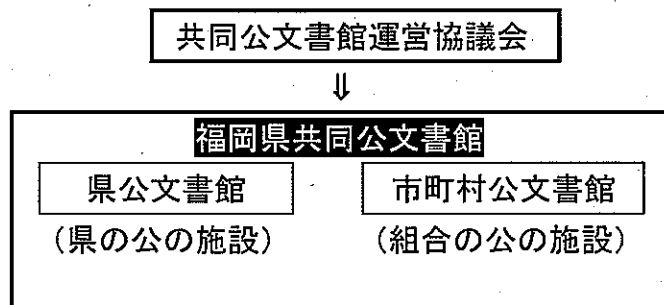 共同公文書館運営協議会
⇓
福岡県共同公文書館
県公文書館
市町村公文書館
（県の公の施設）
（組合の公の施設）